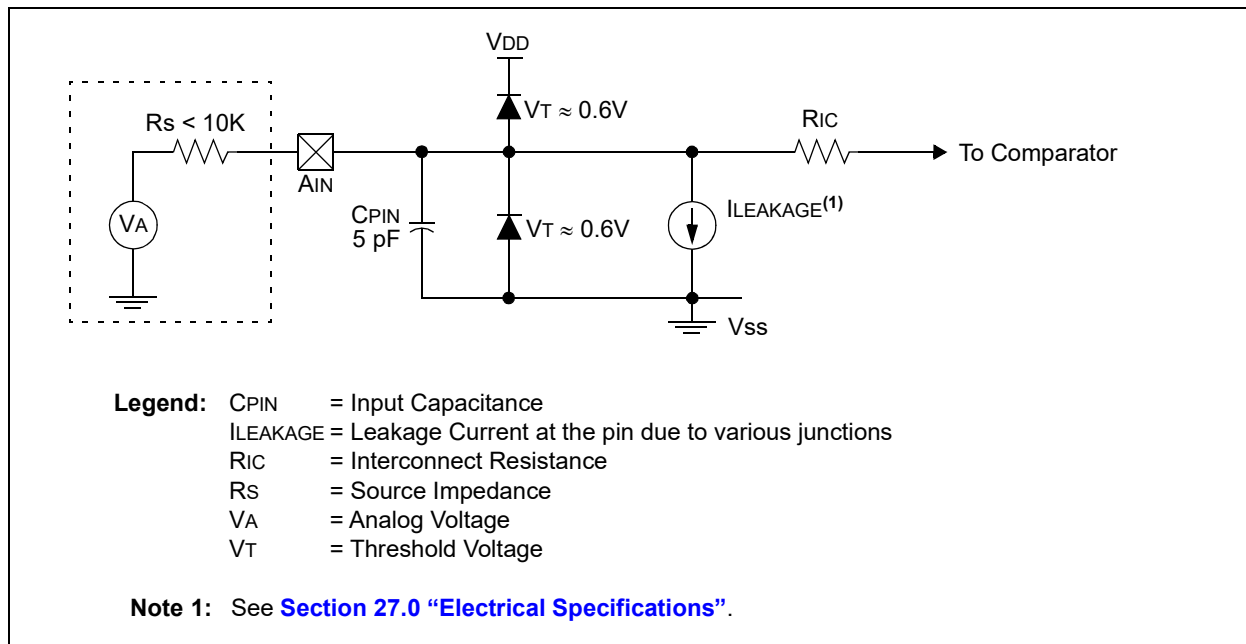 VDD
VT ≈ 0.6V
Rs < 10K
RIC
To Comparator
AIN
VA
CPIN
5 pF
VT ≈ 0.6V
ILEAKAGE(1)
Vss
Legend: CPIN = Input Capacitance
ILEAKAGE = Leakage Current at the pin due to various junctions
RIC = Interconnect Resistance
RS = Source Impedance
VA = Analog Voltage
VT = Threshold Voltage
Note 1: See Section 27.0 “Electrical Specifications”.